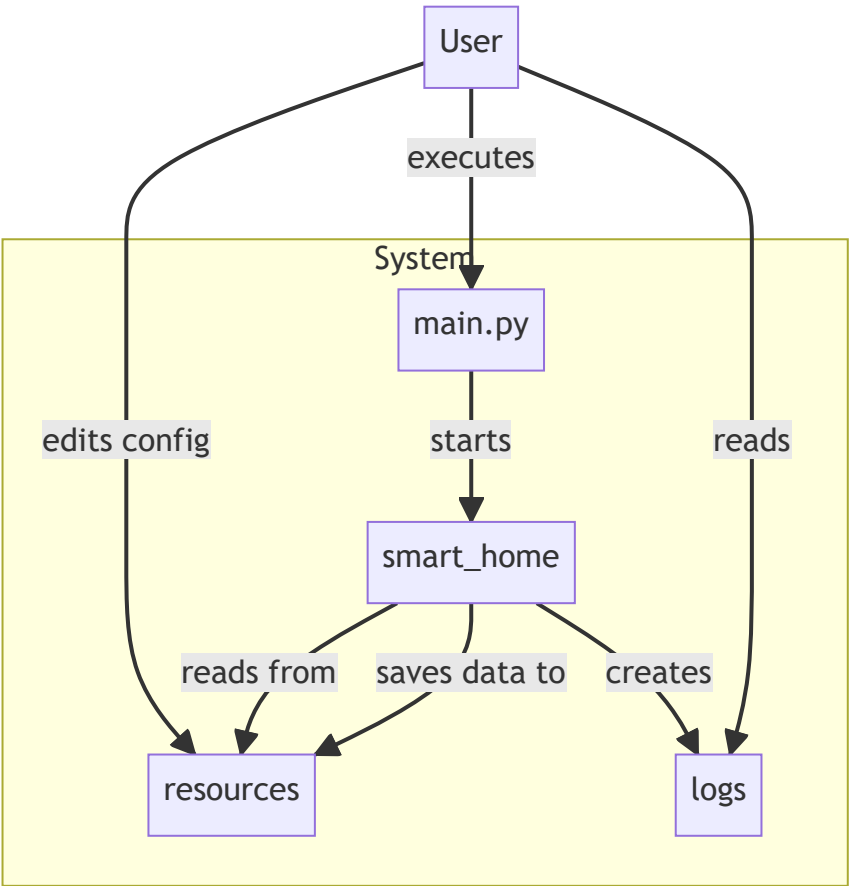 User
executes
System
main.py
edits config
starts
reads
smart_home
reads from
saves data to
creates
resources
logs